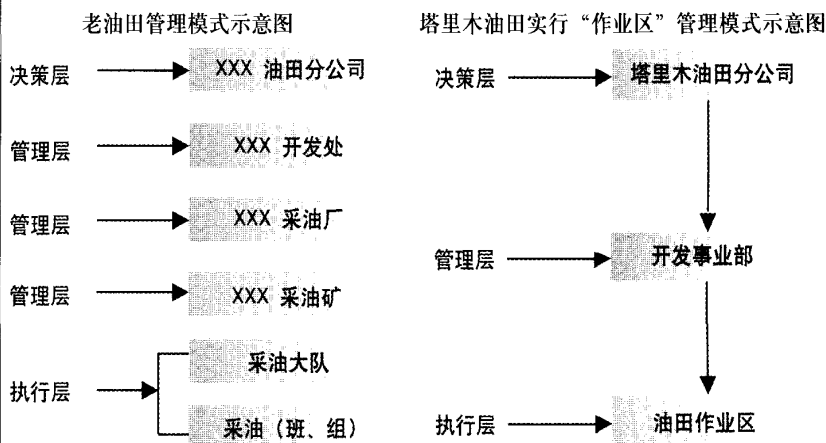 老油田管理模式示意图
决策层 XXX 油田分公司
管理层 XXX 开发处
管理层 XXX 采油厂
管理层 XXX 采油矿
执行层
采油大队
采油（班、组）
塔里木油田实行“作业区”管理模式示意图
决策层 塔里木油田分公司
管理层 开发事业部
执行层 油田作业区